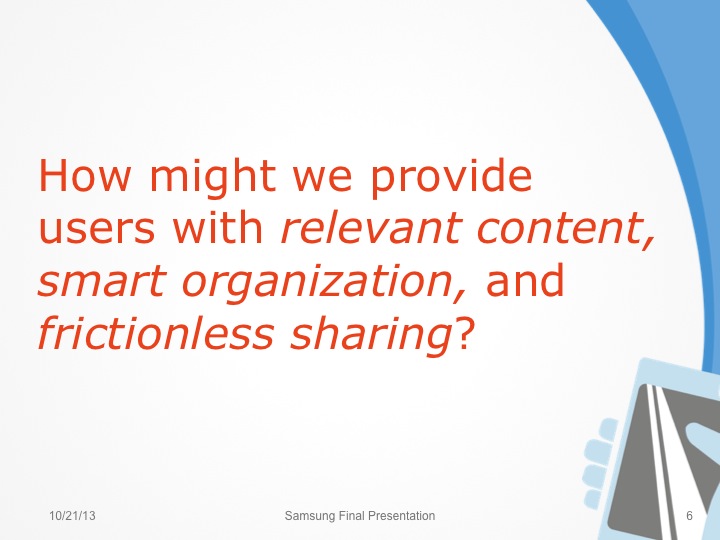 How might we provide
users with relevant content,
smart organization, and
frictionless sharing?
10/21/13
Samsung Final Presentation
6